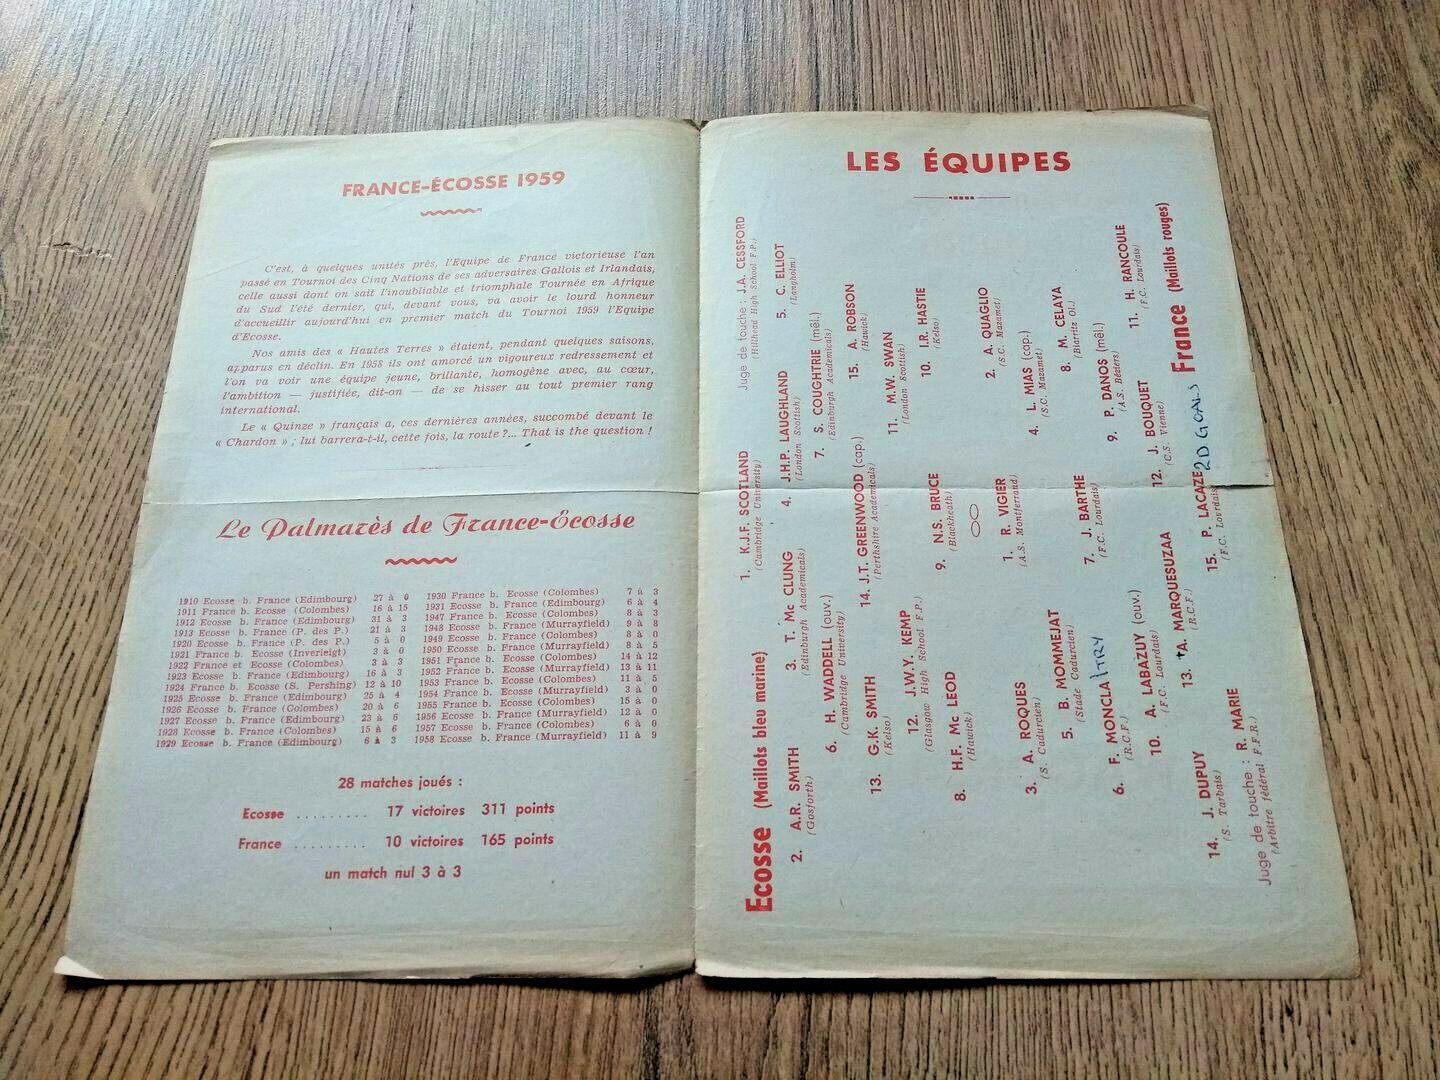 FRANCE-ÉCOSSE 1959
C'est, à quelques unités près, l'Equipe de France victorieuse l'an
passé en Tournoi des Cinq Nations de ses adversaires Gallois et Irlandais,
celle aussi dont on sait l'inoubliable et triomphale Tournée en Afrique
du Sud l'été dernier, qui, devant vous, va avoir le lourd honneur
d'accueillir aujourd'hui en premier match du Tournoi 1959 l'Equipe
d'Ecosse.
Nos amis des « Hautes Terres » étaient, pendant quelques saisons,
apparus en déclin. En 1958 ils ont amorcé un vigoureux redressement et
l'on va voir une équipe jeune, brillante, homogène avec, au cœur,
l'ambition — justifiée, dit-on — de se hisser au tout premier rang
international.
Le « Quinze » français a, ces dernières années, succombé devant le
« Chardon » ; lui barrera-t-il, cette fois, la route ?... That is the question !
Le Palmarès de France-Écosse
1910 Ecosse b. France (Edimbourg) 27 à 0
1911 France b. Ecosse (Colombes) 16 à 15
1912 Ecosse b. France (Edimbourg) 31 à 3
1913 Ecosse b. France (P. des P.) 21 à 3
1920 Ecosse b. France (P. des P.) 5 à 0
1921 France b. Ecosse (Inverleigt) 3 à 0
1922 France et Ecosse (Colombes) 3 à 3
1923 Ecosse b. France (Edimbourg) 16 à 3
1924 France b. Ecosse (S. Pershing) 12 à 10
1925 Ecosse b. France (Edimbourg) 25 à 4
1926 Ecosse b. France (Colombes) 20 à 6
1927 Ecosse b. France (Edimbourg) 23 à 6
1928 Ecosse b. France (Colombes) 15 à 6
1929 Ecosse b. France (Edimbourg) 6 à 3
1930 France b. Ecosse (Colombes) 7 à 3
1931 Ecosse b. France (Edimbourg) 6 à 4
1947 France b. Ecosse (Colombes) 8 à 3
1948 Ecosse b. France (Murrayfield) 9 à 8
1949 Ecosse b. France (Colombes) 8 à 0
1950 Ecosse b. France (Murrayfield) 8 à 5
1951 France b. Ecosse (Colombes) 14 à 12
1952 France b. Ecosse (Murrayfield) 13 à 11
1953 France b. Ecosse (Colombes) 11 à 5
1954 France b. Ecosse (Murrayfield) 3 à 0
1955 France b. Ecosse (Colombes) 15 à 0
1956 Ecosse b. France (Murrayfield) 12 à 0
1957 Ecosse b. France (Colombes) 6 à 0
1958 Ecosse b. France (Murrayfield) 11 à 9
28 matches joués :
Ecosse ......... 17 victoires 311 points
France ......... 10 victoires 165 points
un match nul 3 à 3
LES ÉQUIPES
Ecosse (Maillots bleu marine)
Juge de touche : J.A. CESSFORD
(Hillhead High School F.P.)
1. K.J.F. SCOTLAND
(Cambridge University)
2. A.R. SMITH
(Gosforth)
3. T. Mc CLUNG
(Edinburgh Academicals)
4. J.H.P. LAUGHLAND
(London Scottish)
5. C. ELLIOT
(Langholm)
6. H. WADDELL (ouv.)
(Cambridge University)
7. S. COUGHTRIE (mêl.)
(Edinburgh Academicals)
13. G.K. SMITH
(Kelso)
14. J.T. GREENWOOD (cap.)
(Perthshire Academicals)
15. A. ROBSON
(Hawick)
12. J.W.Y. KEMP
(Glasgow High School F.P.)
11. M.W. SWAN
(London Scottish)
8. H.F. Mc LEOD
(Hawick)
9. N.S. BRUCE
(Blackheath)
10. I.R. HASTIE
(Kelso)
3. A. ROQUES
(S. Cadurcien)
1. R. VIGIER
(A.S. Montferrand)
2. A. QUAGLIO
(S.C. Mazamet)
5. B. MOMMEJAT
(Stade Cadurcien)
4. L. MIAS (cap.)
(S.C. Mazamet)
6. F. MONCLA 1 TRY
(R.C.F.)
7. J. BARTHE
(F.C. Lourdais)
8. M. CELAYA
(Biarritz Ol.)
10. A. LABAZUY (ouv.)
(F.C. Lourdais)
9. P. DANOS (mêl.)
(A.S. Béziers)
13. A. MARQUESUZAA
(R.C.F.)
12. J. BOUQUET
(C.S. Vienne)
11. H. RANCOULE
(F.C. Lourdais)
14. J. DUPUY
(S. Tarbais)
15. P. LACAZE 2D GOALS
(F.C. Lourdais)
Juge de touche : R. MARIE
(Arbitre fédéral F.F.R.)
France (Maillots rouges)